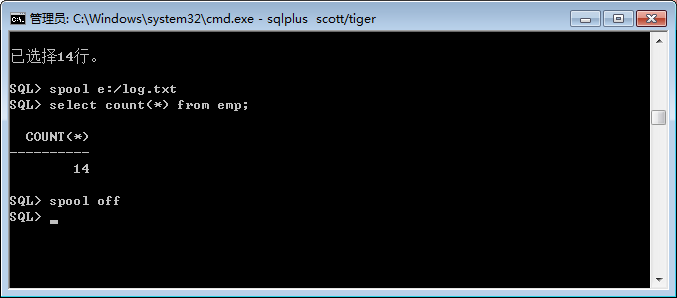 管理员: C:\Windows\system32\cmd.exe - sqlplus  scott/tiger
已选择14行。
SQL> spool e:/log.txt
SQL> select count(*) from emp;
  COUNT(*)
----------
        14
SQL> spool off
SQL>